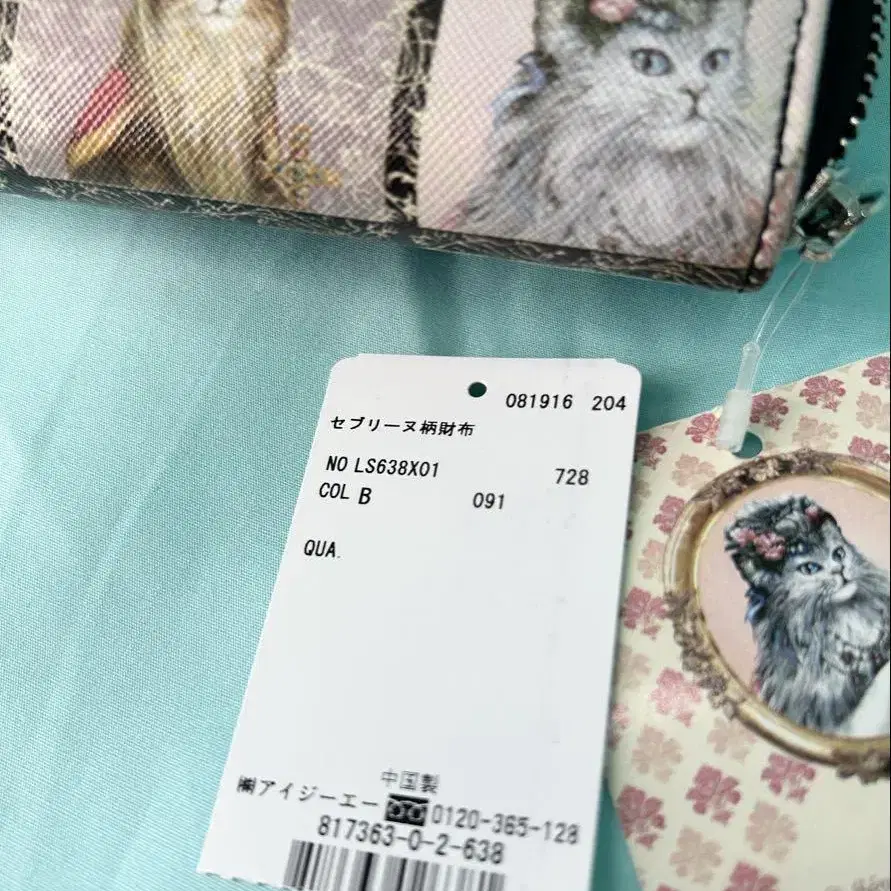 081916 204
セブリーヌ柄財布
NO LS638X01 728
COL B 091
QUA.
中国製
㈱アイジーエー 0120-365-128
817363-0-2-638